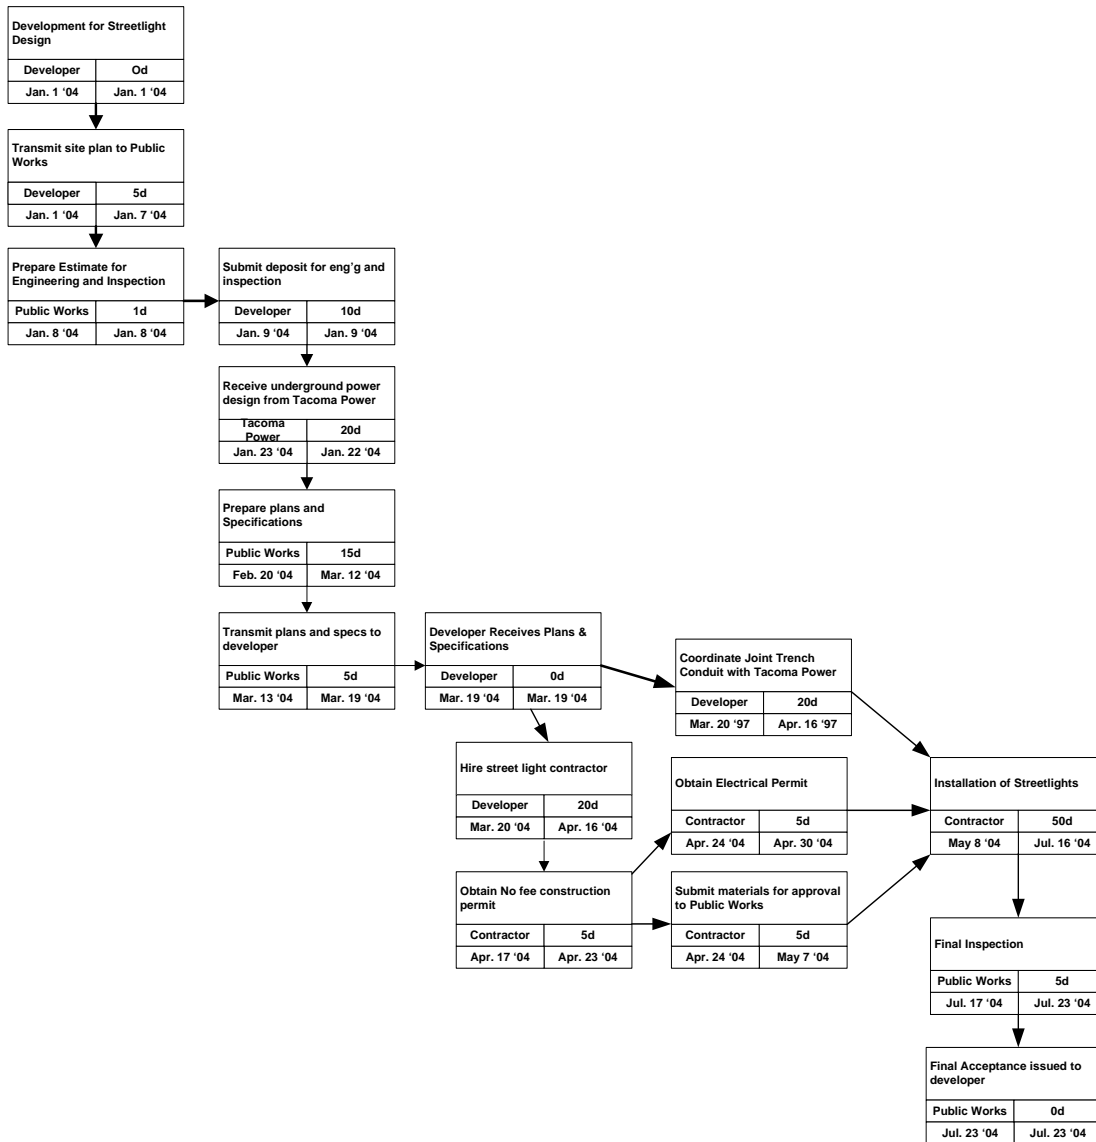 Development for Streetlight
Design
Developer Od
Jan. 1 ‘04 Jan. 1 ‘04
Transmit site plan to Public
Works
Developer 5d
Jan. 1 ‘04 Jan. 7 ‘04
Prepare Estimate for
Engineering and Inspection
Public Works 1d
Jan. 8 ‘04 Jan. 8 ‘04
Submit deposit for eng’g and
inspection
Developer 10d
Jan. 9 ‘04 Jan. 9 ‘04
Receive underground power
design from Tacoma Power
Tacoma
Power 20d
Jan. 23 ‘04 Jan. 22 ‘04
Prepare plans and
Specifications
Public Works 15d
Feb. 20 ‘04 Mar. 12 ‘04
Transmit plans and specs to
developer
Public Works 5d
Mar. 13 ‘04 Mar. 19 ‘04
Developer Receives Plans &
Specifications
Developer 0d
Mar. 19 ‘04 Mar. 19 ‘04
Coordinate Joint Trench
Conduit with Tacoma Power
Developer 20d
Mar. 20 ‘97 Apr. 16 ‘97
Hire street light contractor
Developer 20d
Mar. 20 ‘04 Apr. 16 ‘04
Obtain Electrical Permit
Contractor 5d
Apr. 24 ‘04 Apr. 30 ‘04
Installation of Streetlights
Contractor 50d
May 8 ‘04 Jul. 16 ‘04
Obtain No fee construction
permit
Contractor 5d
Apr. 17 ‘04 Apr. 23 ‘04
Submit materials for approval
to Public Works
Contractor 5d
Apr. 24 ‘04 May 7 ‘04
Final Inspection
Public Works 5d
Jul. 17 ‘04 Jul. 23 ‘04
Final Acceptance issued to
developer
Public Works 0d
Jul. 23 ‘04 Jul. 23 ‘04